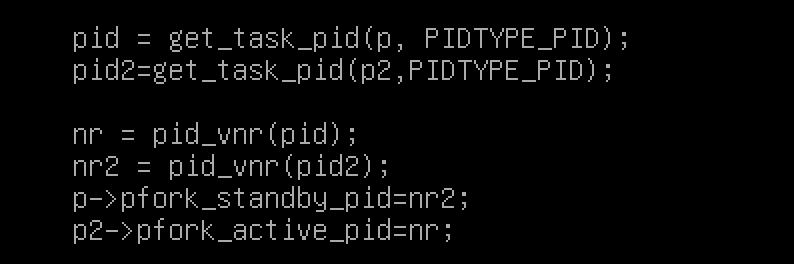 pid = get_task_pid(p, PIDTYPE_PID);
pid2=get_task_pid(p2,PIDTYPE_PID);
nr = pid_vnr(pid);
nr2 = pid_vnr(pid2);
p->pfork_standby_pid=nr2;
p2->pfork_active_pid=nr;